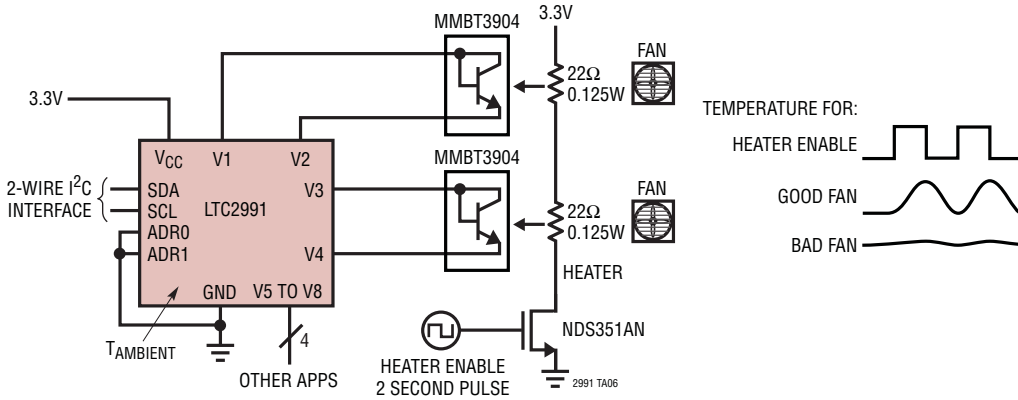 MMBT3904
3.3V
FAN
22Ω
0.125W
3.3V
TEMPERATURE FOR:
HEATER ENABLE
GOOD FAN
BAD FAN
VCC
V1
V2
MMBT3904
2-WIRE I²C
INTERFACE
SDA
SCL
ADR0
ADR1
LTC2991
V3
V4
FAN
22Ω
0.125W
HEATER
GND
V5 TO V8
TAMBIENT
4
OTHER APPS
HEATER ENABLE
2 SECOND PULSE
NDS351AN
2991 TA06